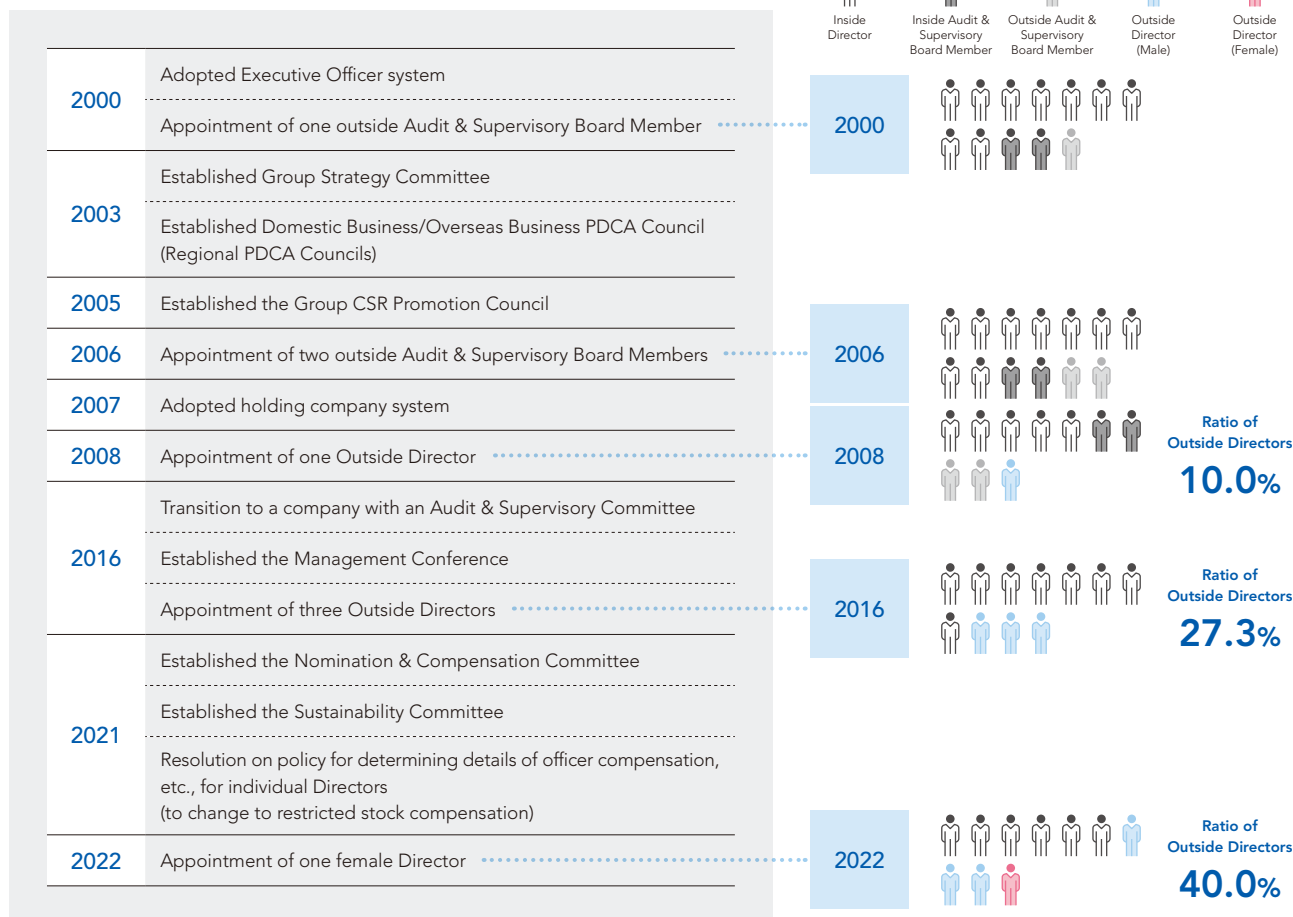 2000
Adopted Executive Officer system
Appointment of one outside Audit & Supervisory Board Member
2003
Established Group Strategy Committee
Established Domestic Business/Overseas Business PDCA Council
(Regional PDCA Councils)
2005
Established the Group CSR Promotion Council
2006
Appointment of two outside Audit & Supervisory Board Members
2007
Adopted holding company system
2008
Appointment of one Outside Director
2016
Transition to a company with an Audit & Supervisory Committee
Established the Management Conference
Appointment of three Outside Directors
2021
Established the Nomination & Compensation Committee
Established the Sustainability Committee
Resolution on policy for determining details of officer compensation,
etc., for individual Directors
(to change to restricted stock compensation)
2022
Appointment of one female Director
Inside
Director
Inside Audit &
Supervisory
Board Member
Outside Audit &
Supervisory
Board Member
Outside
Director
(Male)
Outside
Director
(Female)
2000
2006
2008
Ratio of
Outside Directors
10.0%
2016
Ratio of
Outside Directors
27.3%
2022
Ratio of
Outside Directors
40.0%